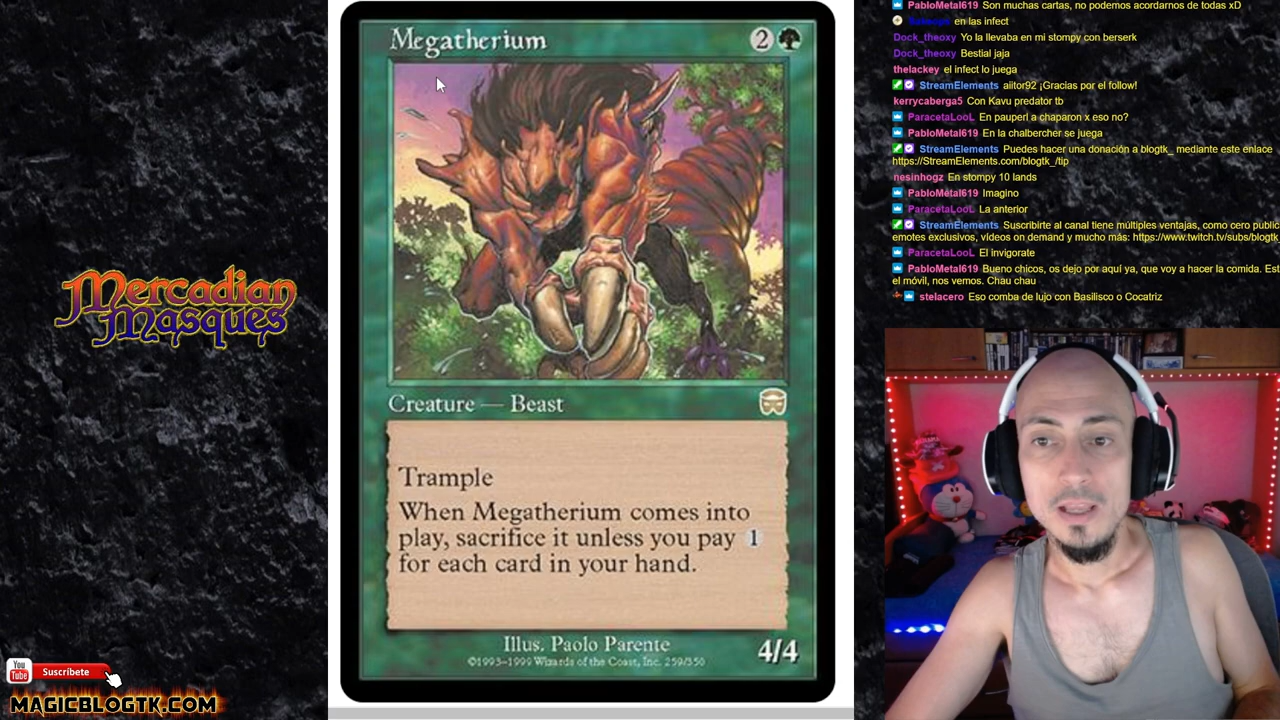 Mercadian
Masques
You
Tube
Suscríbete
MAGICBLOGTK.COM
Megatherium
2
Creature — Beast
Trample
When Megatherium comes into
play, sacrifice it unless you pay 1
for each card in your hand.
Illus. Paolo Parente
©1993–1999 Wizards of the Coast, Inc. 259/350
4/4
PabloMetal619 Son muchas cartas, no podemos acordarnos de todas xD
en las infect
Dock_theoxy Yo la llevaba en mi stompy con berserk
Dock_theoxy Bestial jaja
thelackey el infect lo juega
StreamElements aiitor92 ¡Gracias por el follow!
kerrycaberga5 Con Kavu predator tb
ParacetaLooL En pauperl a chaparon x eso no?
PabloMetal619 En la chalbercher se juega
StreamElements Puedes hacer una donación a blogtk_ mediante este enlace
https://StreamElements.com/blogtk_/tip
nesinhogz En stompy 10 lands
PabloMetal619 Imagino
ParacetaLooL La anterior
StreamElements Suscribirte al canal tiene múltiples ventajas, como cero public
emotes exclusivos, vídeos on demand y mucho más: https://www.twitch.tv/subs/blogtk
ParacetaLooL El invigorate
PabloMetal619 Bueno chicos, os dejo por aquí ya, que voy a hacer la comida. Est
el móvil, nos vemos. Chau chau
stelacero Eso comba de lujo con Basilisco o Cocatriz